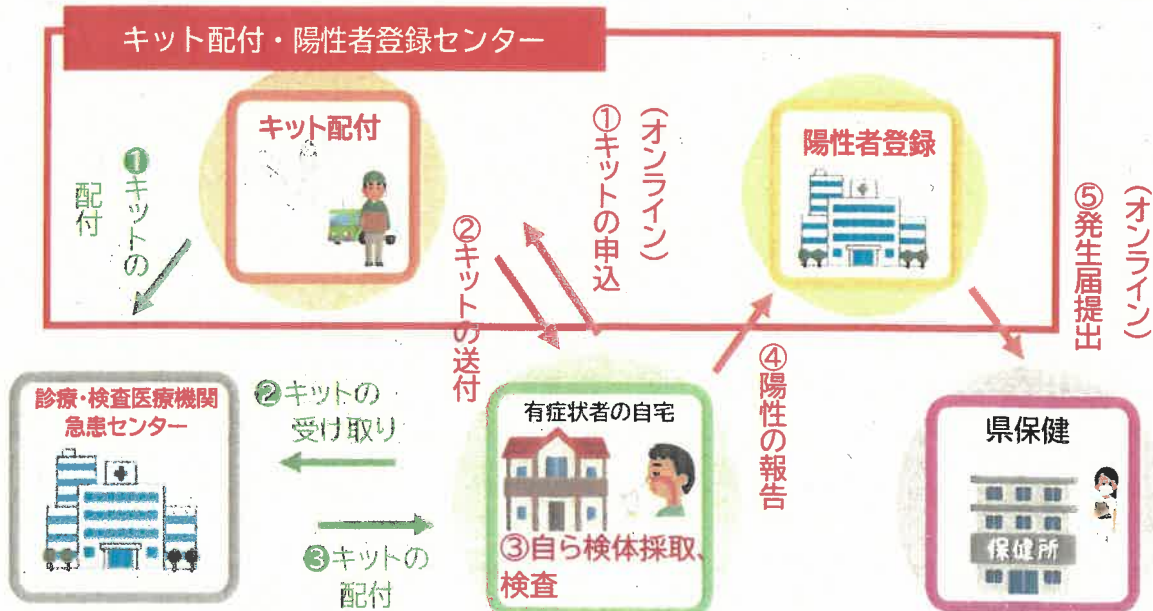 キット配付・陽性者登録センター
キット配付
陽性者登録
❶キットの
配付
②キットの送付
①キットの申込
(オンライン)
④陽性の報告
⑤発生届提出
(オンライン)
診療・検査医療機関
急患センター
❷キットの
受け取り
❸キットの
配付
有症状者の自宅
③自ら検体採取、
検査
県保健
保健所